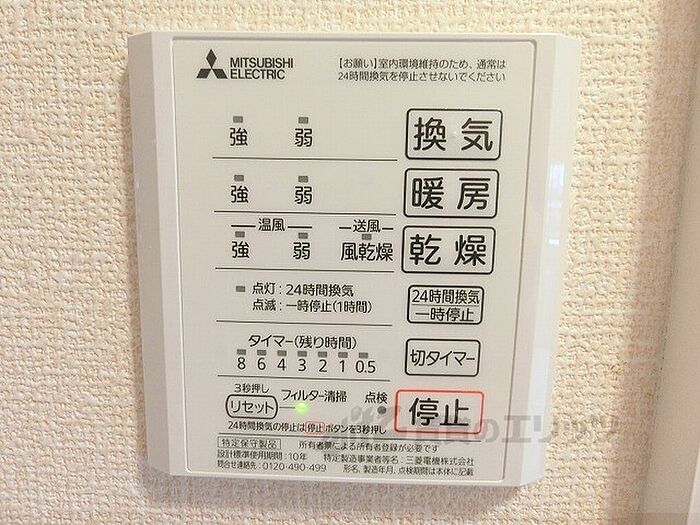 MITSUBISHI
ELECTRIC
【お願い】室内環境維持のため、通常は
24時間換気を停止させないでください
強 弱 換気
強 弱 暖房
温風 送風
強 弱 風乾燥 乾燥
点灯:24時間換気
点滅:一時停止(1時間)
24時間換気
一時停止
タイマー(残り時間)
8 6 4 3 2 1 0.5
切タイマー
3秒押し
リセット フィルター清掃 点検 停止
24時間換気の停止は停止ボタンを3秒押し
特定保守製品 所有者票による所有者登録が必要です
設計標準使用期間:10年 特定製造事業者等名:三菱電機株式会社
問合せ連絡先:0120-490-499 形名、製造年月、点検期間は本体に記載